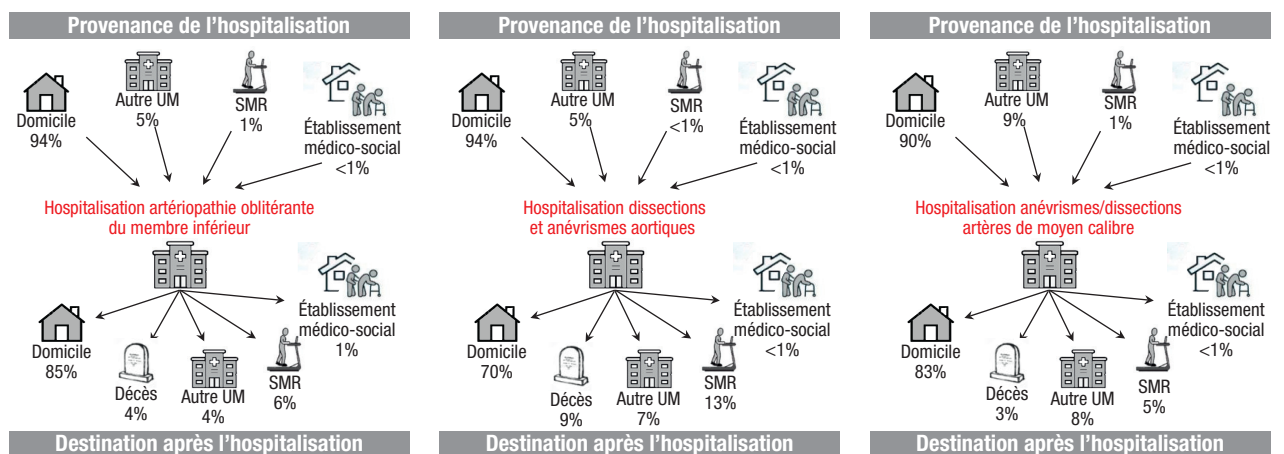 Provenance de l'hospitalisation
Domicile
94%
Autre UM
5%
SMR
1%
Établissement
médico-social
<1%
Hospitalisation artériopathie oblitérante
du membre inférieur
Domicile
85%
Décès
4%
Autre UM
4%
SMR
6%
Établissement
médico-social
1%
Destination après l'hospitalisation
Provenance de l'hospitalisation
Domicile
94%
Autre UM
5%
SMR
<1%
Établissement
médico-social
<1%
Hospitalisation dissections
et anévrismes aortiques
Domicile
70%
Décès
9%
Autre UM
7%
SMR
13%
Établissement
médico-social
<1%
Destination après l'hospitalisation
Provenance de l'hospitalisation
Domicile
90%
Autre UM
9%
SMR
1%
Établissement
médico-social
<1%
Hospitalisation anévrismes/dissections
artères de moyen calibre
Domicile
83%
Décès
3%
Autre UM
8%
SMR
5%
Établissement
médico-social
<1%
Destination après l'hospitalisation